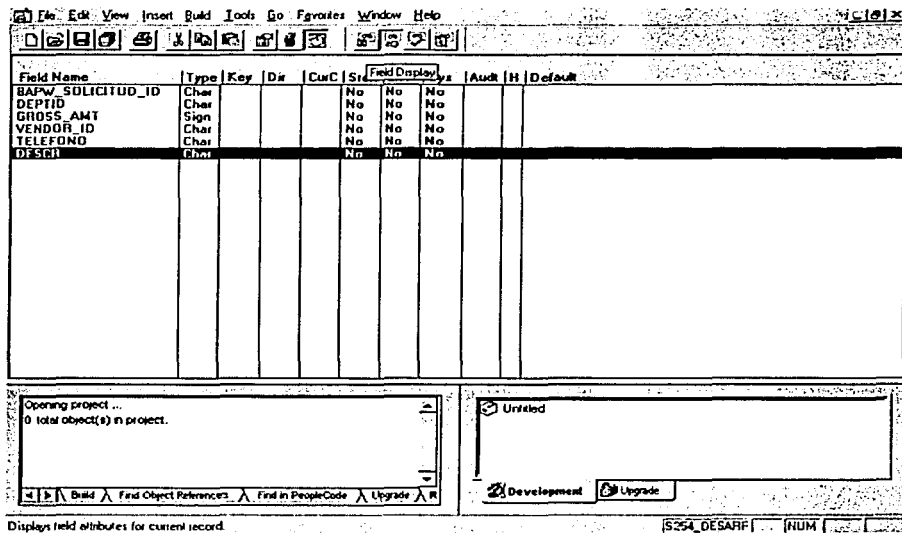 File Edit View Insert Build Tools Go Favorites Window Help
Field Name Type Key Dir CurC Field Display Audt H Default
BAPW_SOLICITUD_ID Char No No No
DEPTID Char No No No
GROSS_AMT Sign No No No
VENDOR_ID Char No No No
TELEFONO Char No No No
DESCR Char No No No
Opening project ...
0 total object(s) in project.
Build Find Object References Find in PeopleCode Upgrade R
Untitled
Development Upgrade
Displays field attributes for current record.
S254_DESARF NUM